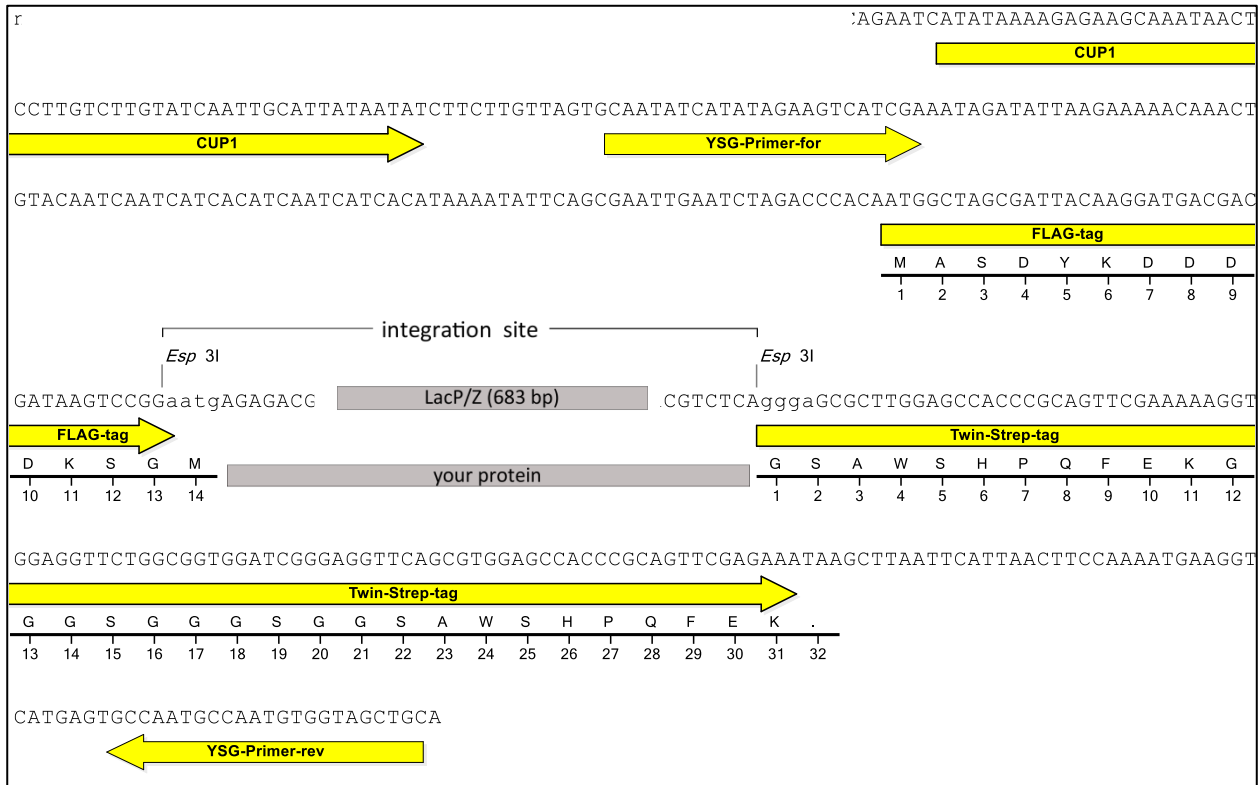 r AGAATCATATAAAAGAGAAGCAAATAACT
CUP1
CCTTGTCTTGTATCAATTGCATTATAATATCTTCTTGTTAGTGCAATATCATATAGAAGTCATCGAAATAGATATTAAGAAAAACAAACT
CUP1 YSG-Primer-for
GTACAATCAATCATCACATCAATCATCACATAAAATATTCAGCGAATTGAATCTAGACCCACAATGGCTAGCGATTACAAGGATGACGAC
FLAG-tag
M A S D Y K D D D
1 2 3 4 5 6 7 8 9
integration site
Esp 3I Esp 3I
GATAAGTCCGGaatgAGAGACG LacP/Z (683 bp) CGTCTCAgggaGCGCTTGGAGCCACCCGCAGTTCGAAAAAGGT
FLAG-tag Twin-Strep-tag
D K S G M your protein G S A W S H P Q F E K G
10 11 12 13 14 1 2 3 4 5 6 7 8 9 10 11 12
GGAGGTTCTGGCGGTGGATCGGGAGGTTCAGCGTGGAGCCACCCGCAGTTCGAGAAATAAGCTTAATTCATTAACTTCCAAAATGAAGGT
Twin-Strep-tag
G G S G G G S G G S A W S H P Q F E K .
13 14 15 16 17 18 19 20 21 22 23 24 25 26 27 28 29 30 31 32
CATGAGTGCCAATGCCAATGTGGTAGCTGCA
YSG-Primer-rev